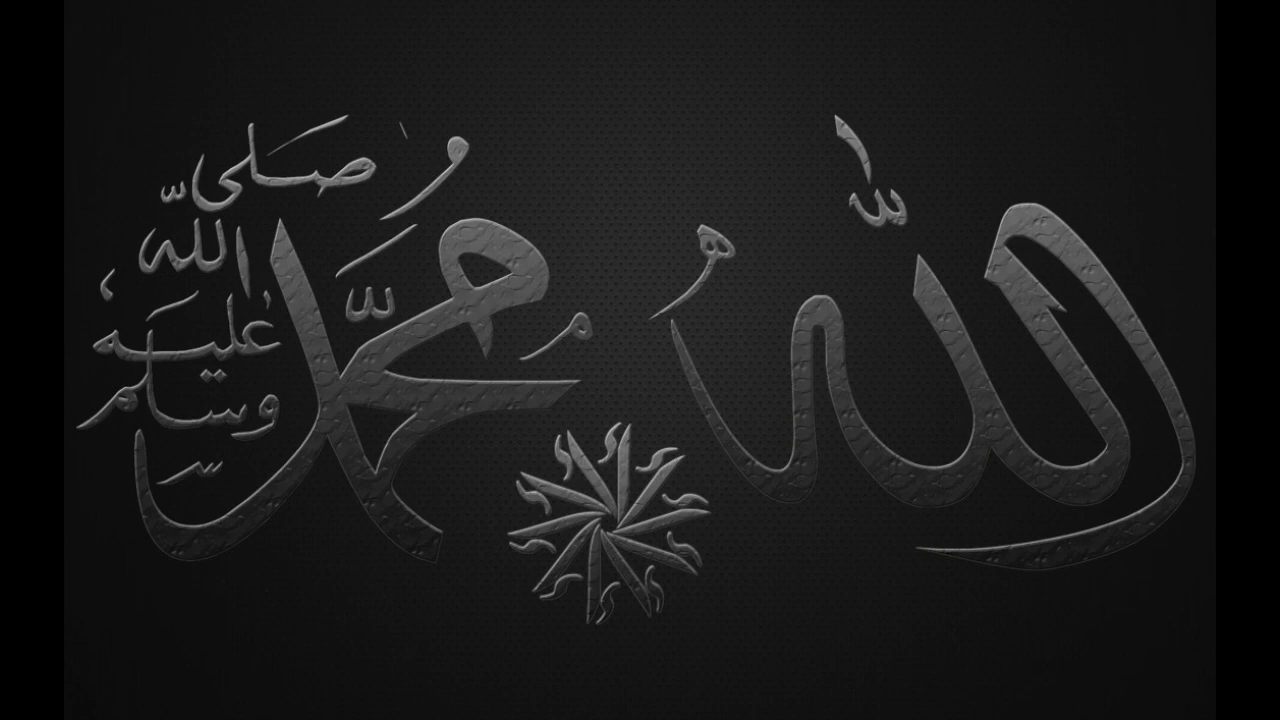 الله
محمد
صلى
الله
عليه
وسلم